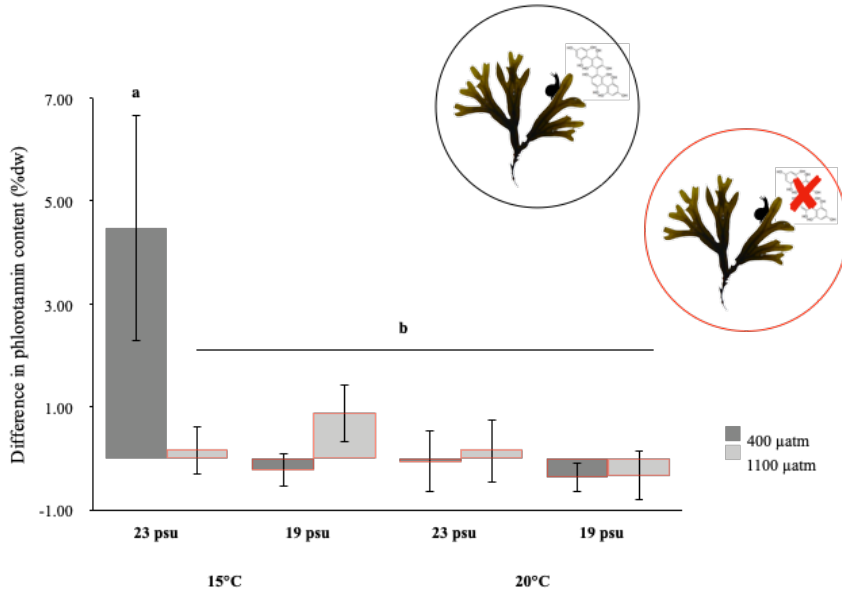 7.00
5.00
3.00
1.00
-1.00
Difference in phlorotannin content (%dw)
a
b
400 µatm
1100 µatm
23 psu 19 psu 23 psu 19 psu
15°C 20°C